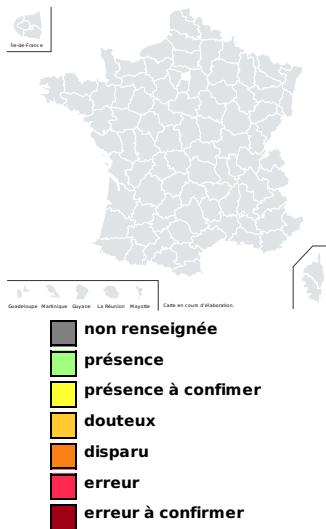 Île-de-France
Guadeloupe Martinique Guyane La Réunion Mayotte Carte en cours d'élaboration.
non renseignée
présence
présence à confimer
douteux
disparu
erreur
erreur à confirmer